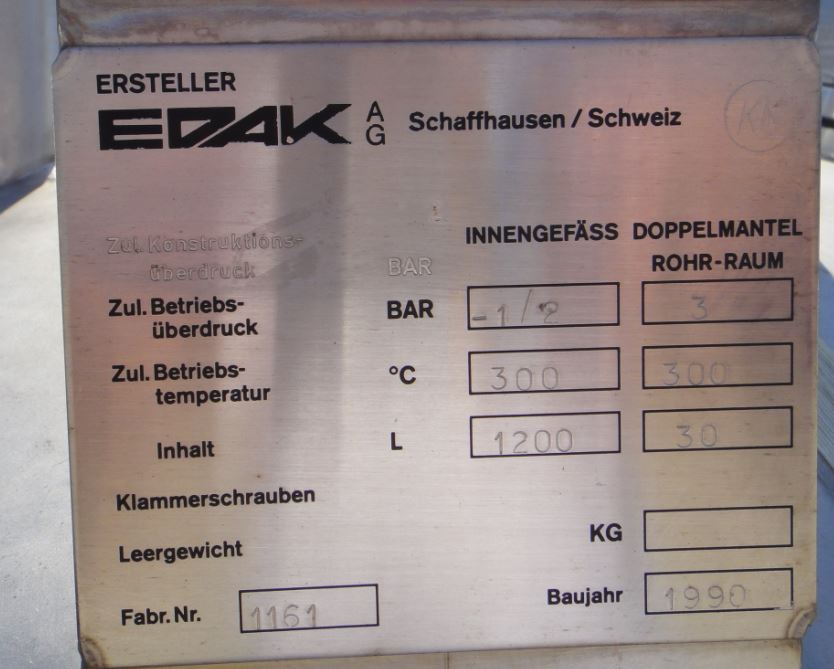 ERSTELLER
EDAK AG Schaffhausen / Schweiz KK
INNENGEFÄSS DOPPELMANTEL
ROHR-RAUM
Zul. Konstruktions-
überdruck BAR
Zul. Betriebs-
überdruck BAR -1/2 3
Zul. Betriebs-
temperatur °C 300 300
Inhalt L 1200 30
Klammerschrauben
Leergewicht KG
Fabr. Nr. 1161 Baujahr 1990